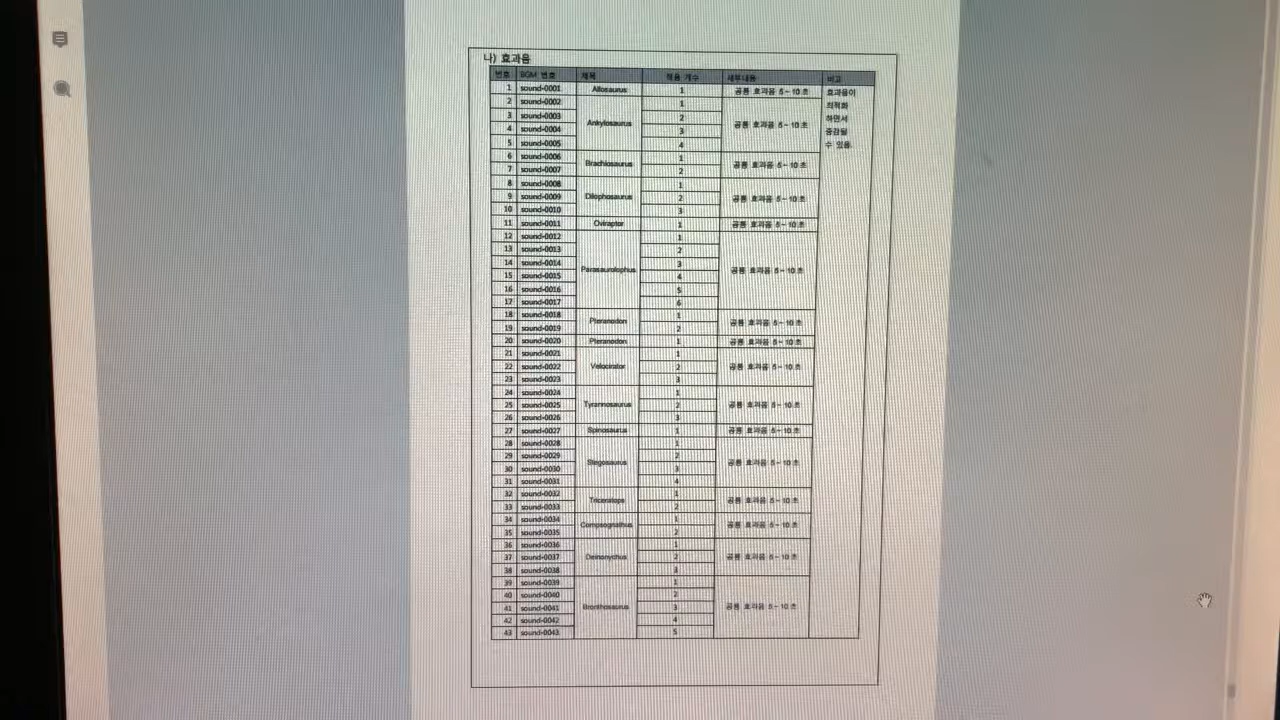 나) 효과음
번호 BGM 번호 제목 적용 개수 세부내용 비고
1 sound-0001 Allosaurus 1 공룡 효과음 5~10초 효과음이
2 sound-0002 1 최적화
3 sound-0003 Ankylosaurus 2 공룡 효과음 5~10초 하면서
4 sound-0004 3 증감될
5 sound-0005 4 수 있음.
6 sound-0006 Brachiosaurus 1 공룡 효과음 5~10초
7 sound-0007 2
8 sound-0008 1
9 sound-0009 Dilophosaurus 2 공룡 효과음 5~10초
10 sound-0010 3
11 sound-0011 Oviraptor 1 공룡 효과음 5~10초
12 sound-0012 1
13 sound-0013 2
14 sound-0014 Parasaurolophus 3 공룡 효과음 5~10초
15 sound-0015 4
16 sound-0016 5
17 sound-0017 6
18 sound-0018 Pteranodon 1 공룡 효과음 5~10초
19 sound-0019 2
20 sound-0020 Pteranodon 1 공룡 효과음 5~10초
21 sound-0021 1
22 sound-0022 Velocirator 2 공룡 효과음 5~10초
23 sound-0023 3
24 sound-0024 1
25 sound-0025 Tyrannosaurus 2 공룡 효과음 5~10초
26 sound-0026 3
27 sound-0027 Spinosaurus 1 공룡 효과음 5~10초
28 sound-0028 1
29 sound-0029 Stegosaurus 2 공룡 효과음 5~10초
30 sound-0030 3
31 sound-0031 4
32 sound-0032 Triceratops 1 공룡 효과음 5~10초
33 sound-0033 2
34 sound-0034 Compsognathus 1 공룡 효과음 5~10초
35 sound-0035 2
36 sound-0036 1
37 sound-0037 Deinonychus 2 공룡 효과음 5~10초
38 sound-0038 3
39 sound-0039 1
40 sound-0040 2
41 sound-0041 Bronthosaurus 3 공룡 효과음 5~10초
42 sound-0042 4
43 sound-0043 5